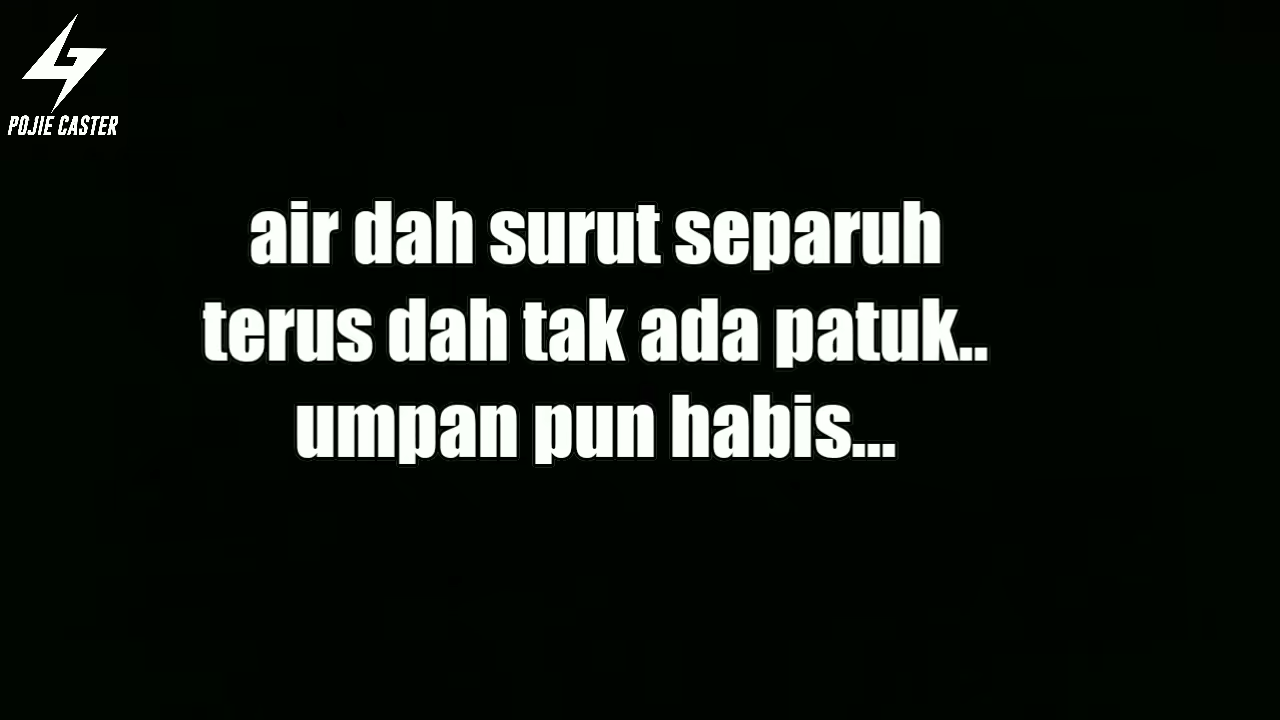 POJIE CASTER
air dah surut separuh
terus dah tak ada patuk..
umpan pun habis...